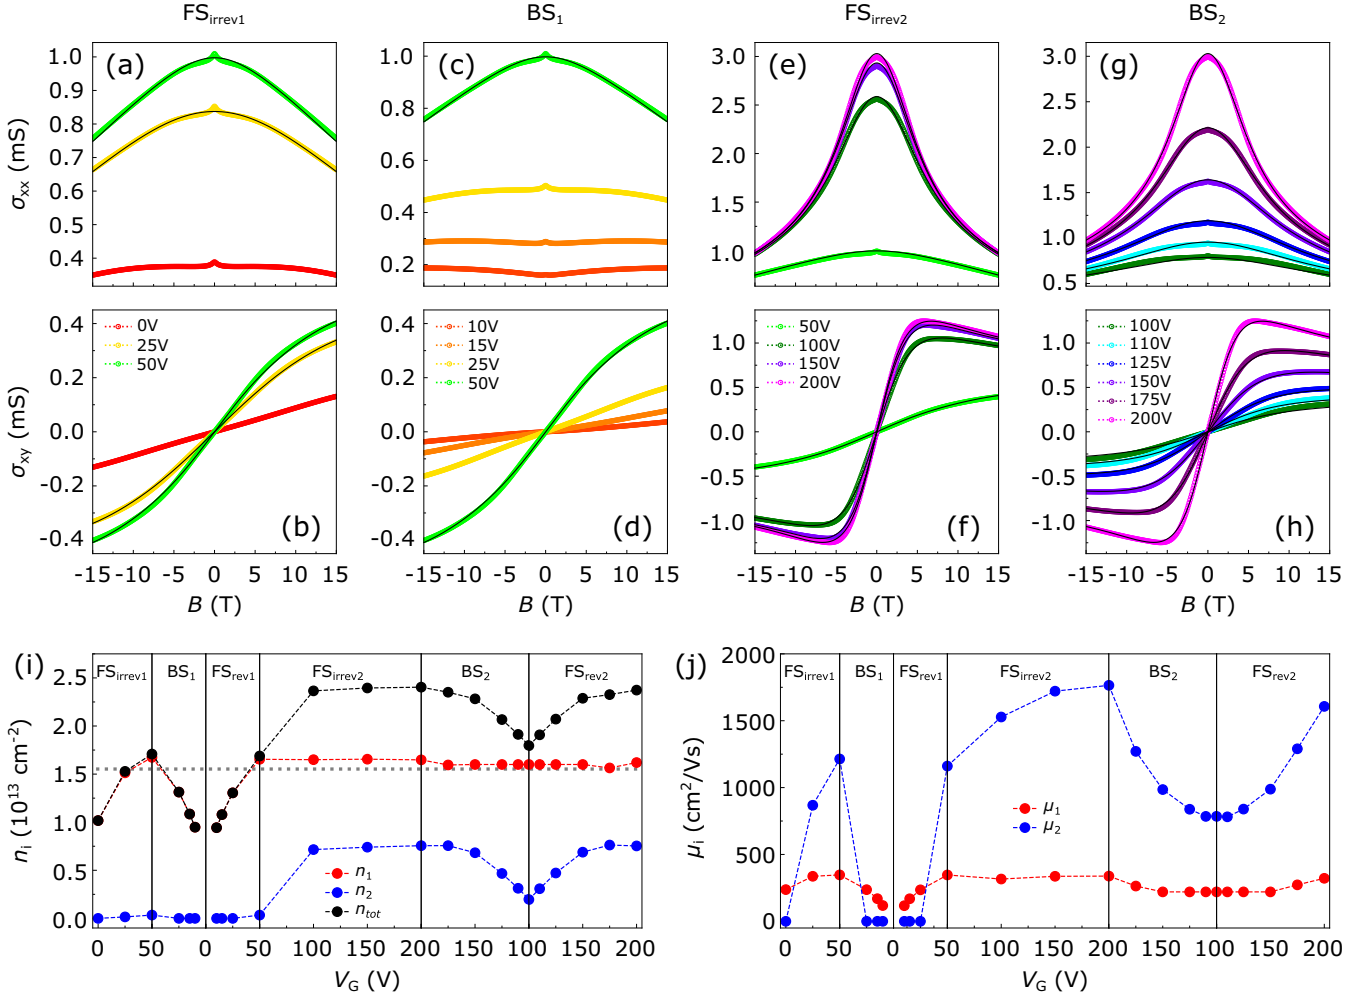 FSirrev1
BS1
FSirrev2
BS2
(a)
(c)
(e)
(g)
σxx (mS)
1.0
0.9
0.8
0.7
0.6
0.5
0.4
1.0
0.8
0.6
0.4
0.2
3.0
2.5
2.0
1.5
1.0
3.0
2.5
2.0
1.5
1.0
0.5
σxy (mS)
0.4
0.2
0.0
-0.2
-0.4
0V
25V
50V
(b)
0.4
0.2
0.0
-0.2
-0.4
10V
15V
25V
50V
(d)
1.0
0.5
0.0
-0.5
-1.0
50V
100V
150V
200V
(f)
1.0
0.5
0.0
-0.5
-1.0
100V
110V
125V
150V
175V
200V
(h)
-15 -10 -5 0 5 10 15
-15 -10 -5 0 5 10 15
-15 -10 -5 0 5 10 15
-15 -10 -5 0 5 10 15
B (T)
B (T)
B (T)
B (T)
(i)
FSirrev1 BS1 FSrev1 FSirrev2 BS2 FSrev2
ni (10^13 cm-2)
2.5
2.0
1.5
1.0
0.5
0.0
n1
n2
ntot
0 50 0 50 100 150 200 150 100 150 200
VG (V)
(j)
FSirrev1 BS1 FSrev1 FSirrev2 BS2 FSrev2
μi (cm2/Vs)
2000
1750
1500
1250
1000
750
500
250
0
μ1
μ2
0 50 0 50 100 150 200 150 100 150 200
VG (V)